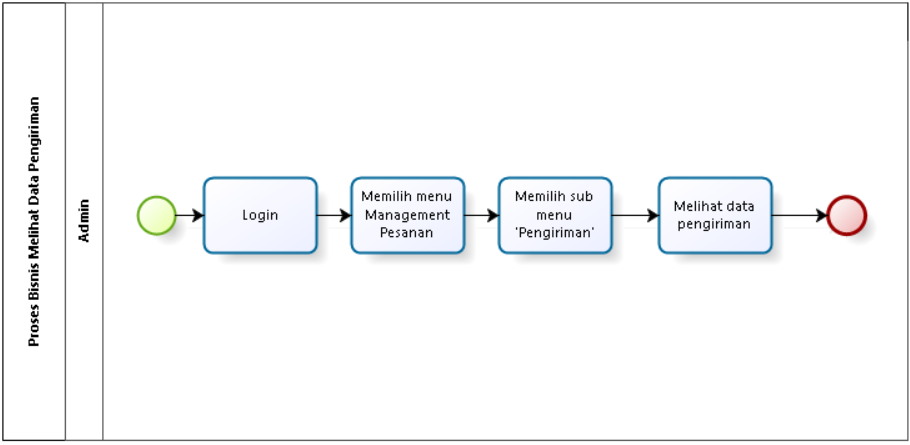 Proses Bisnis Melihat Data Pengiriman
Admin
Login
Memilih menu
Management
Pesanan
Memilih sub
menu
'Pengiriman'
Melihat data
pengiriman